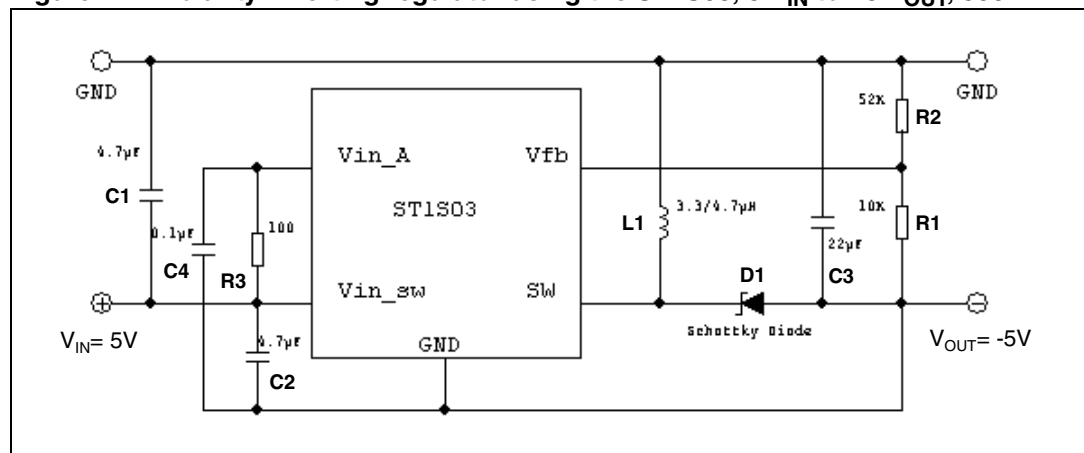 GND
GND
52K
R2
4.7µF
Vin_A
Vfb
C1
ST1S03
3.3/4.7µH
10K
R1
0.1µF
100
L1
C4
R3
22µF
D1
C3
Vin_sw
SW
VIN= 5V
4.7µF
GND
Schottky Diode
VOUT= -5V
C2